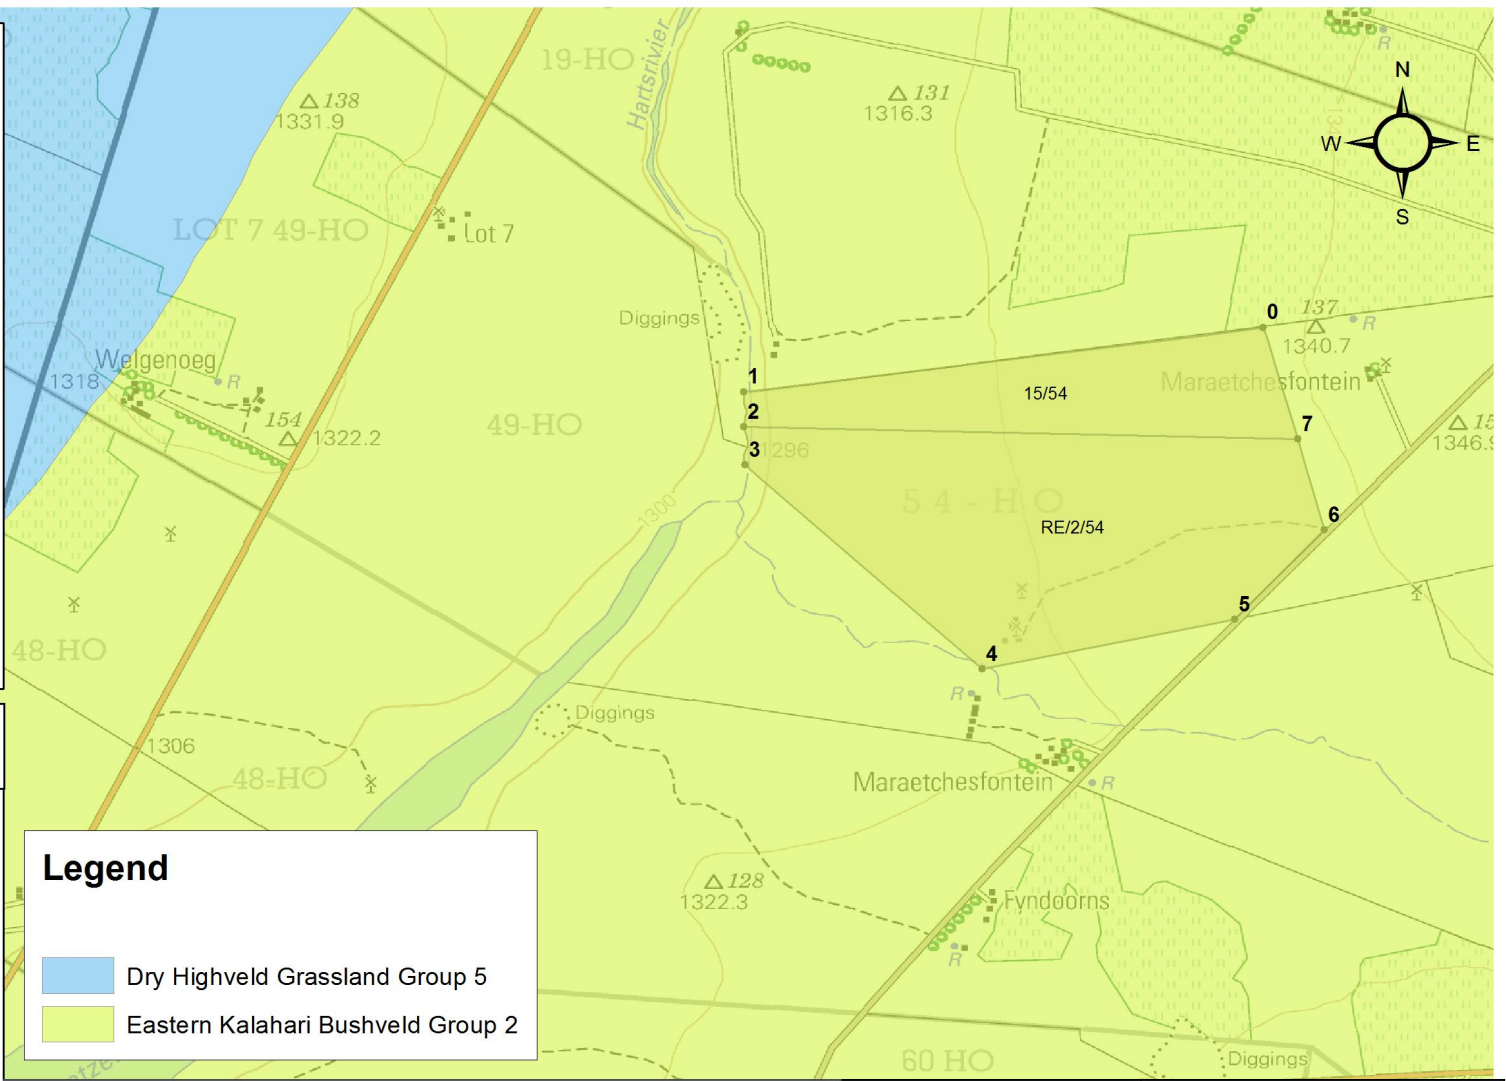 19-HO
Hartsrivier
138
1331.9
131
1316.3
R
N
W
E
S
LOT 7 49-HO
Lot 7
Diggings
0
137
1340.7
R
Welgenoeg
1318
R
1
15/54
Maraetchesfontein
154
1322.2
49-HO
2
7
1346.9
3
1296
54-HO
1300
RE/2/54
6
5
48-HO
4
R
Diggings
1306
48-HO
Maraetchesfontein
R
Legend
128
1322.3
Fyndoorns
R
Dry Highveld Grassland Group 5
Eastern Kalahari Bushveld Group 2
60 HO
Diggings